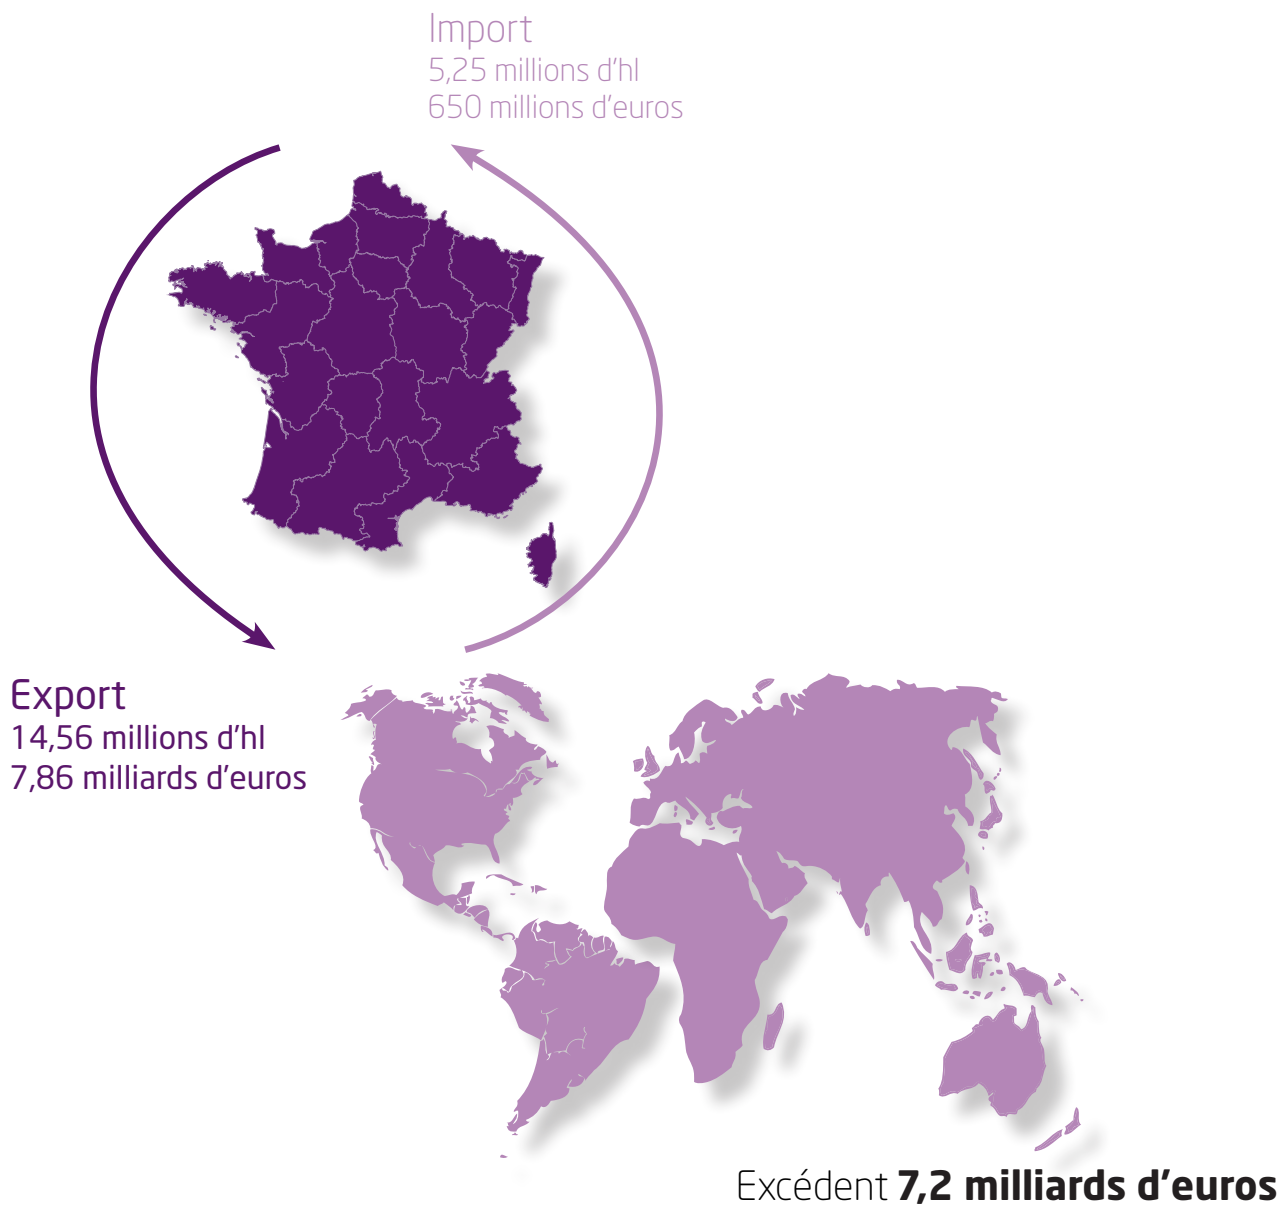 Import
5,25 millions d'hl
650 millions d'euros
Export
14,56 millions d'hl
7,86 milliards d'euros
Excédent 7,2 milliards d'euros